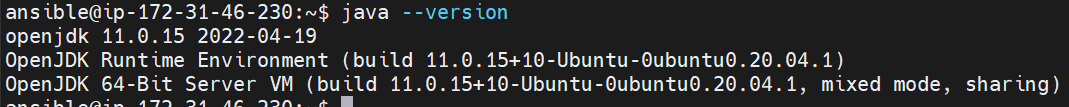 ansible@ip-172-31-46-230:~$ java --version
openjdk 11.0.15 2022-04-19
OpenJDK Runtime Environment (build 11.0.15+10-Ubuntu-0ubuntu0.20.04.1)
OpenJDK 64-Bit Server VM (build 11.0.15+10-Ubuntu-0ubuntu0.20.04.1, mixed mode, sharing)
ansible@ip-172-31-46-230:~$